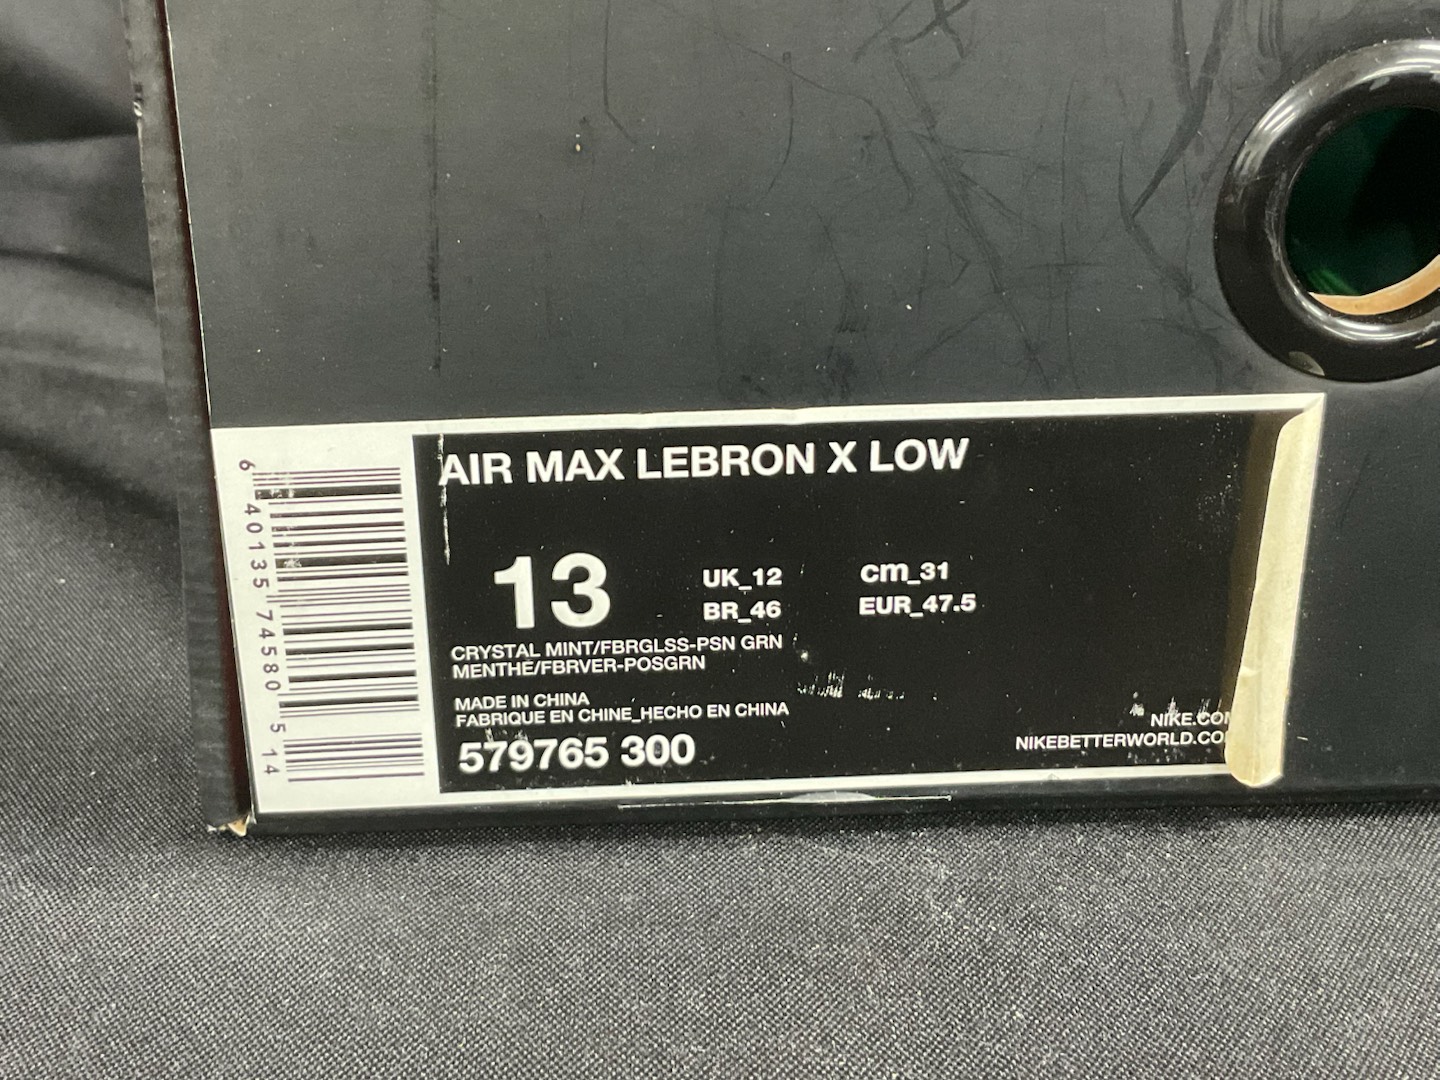 AIR MAX LEBRON X LOW
13
UK_12 cm_31
BR_46 EUR_47.5
CRYSTAL MINT/FBRGLSS-PSN GRN
MENTHE/FBRVER-POSGRN
MADE IN CHINA
FABRIQUE EN CHINE_HECHO EN CHINA
579765 300
NIKE.COM
NIKEBETTERWORLD.COM
6 40135 74580 5 14